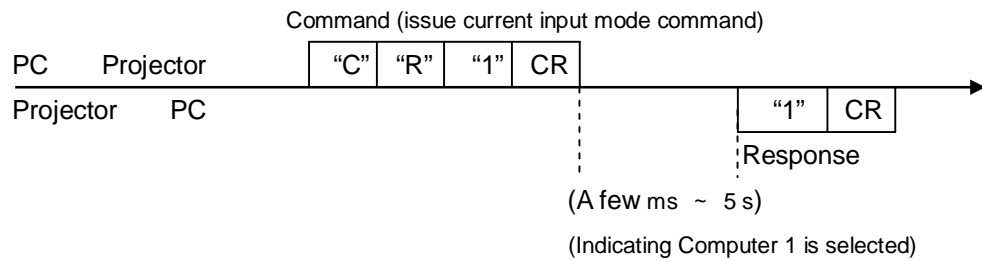 Command (issue current input mode command)
PC Projector “C” “R” “1” CR
Projector PC “1” CR
Response
(A few ms ~ 5 s)
(Indicating Computer 1 is selected)